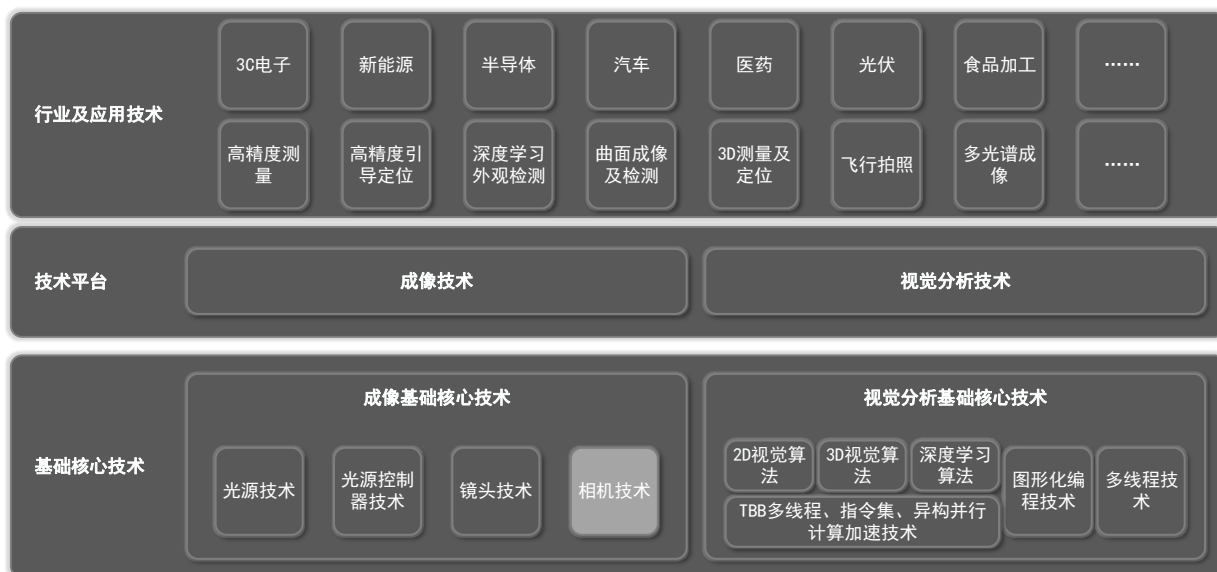 3C电子
新能源
半导体
汽车
医药
光伏
食品加工
……
行业及应用技术
高精度测
量
高精度引
导定位
深度学习
外观检测
曲面成像
及检测
3D测量及
定位
飞行拍照
多光谱成
像
……
技术平台
成像技术
视觉分析技术
基础核心技术
成像基础核心技术
光源技术
光源控制
器技术
镜头技术
相机技术
视觉分析基础核心技术
2D视觉算
法
3D视觉算
法
深度学习
算法
TBB多线程、指令集、异构并行
计算加速技术
图形化编
程技术
多线程技
术